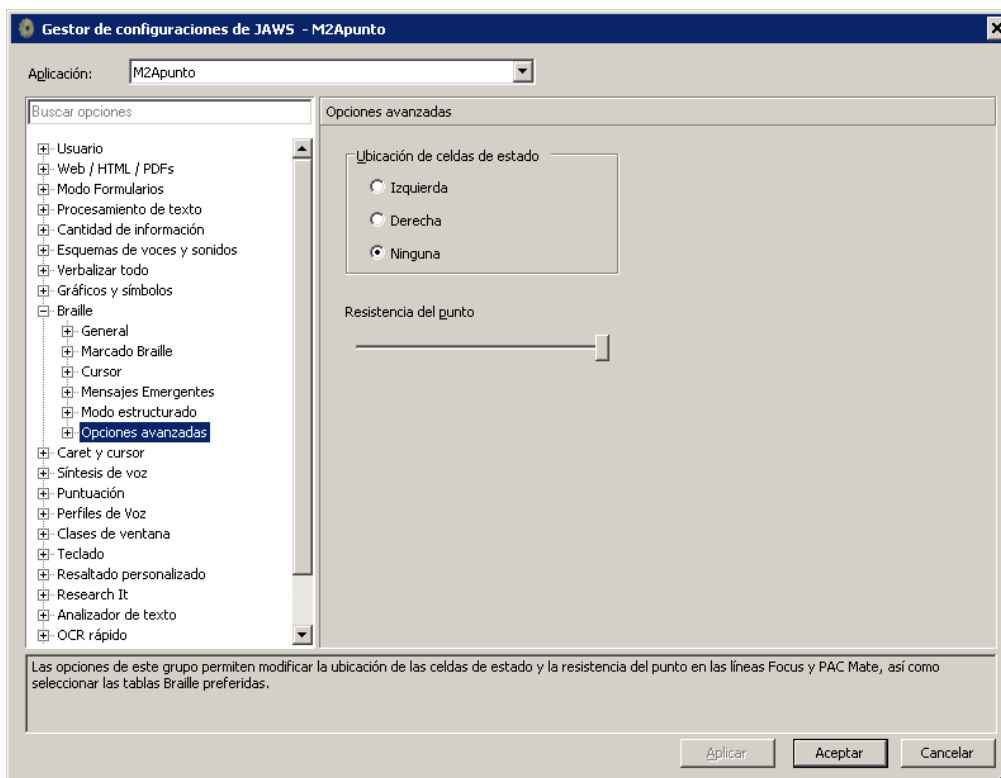 Gestor de configuraciones de JAWS - M2Apunto
Aplicación: M2Apunto
Buscar opciones
Usuario
Web / HTML / PDFs
Modo Formularios
Procesamiento de texto
Cantidad de información
Esquemas de voces y sonidos
Verbalizar todo
Gráficos y símbolos
Braille
General
Marcado Braille
Cursor
Mensajes Emergentes
Modo estructurado
Opciones avanzadas
Caret y cursor
Síntesis de voz
Puntuación
Perfiles de Voz
Clases de ventana
Teclado
Resaltado personalizado
Research It
Analizador de texto
OCR rápido
Opciones avanzadas
Ubicación de celdas de estado
Izquierda
Derecha
Ninguna
Resistencia del punto
Las opciones de este grupo permiten modificar la ubicación de las celdas de estado y la resistencia del punto en las líneas Focus y PAC Mate, así como
seleccionar las tablas Braille preferidas.
Aplicar Aceptar Cancelar